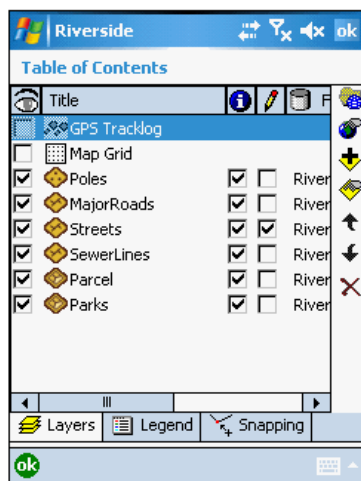 Riverside ok
Table of Contents
Title F
GPS Tracklog
Map Grid
Poles River
MajorRoads River
Streets River
SewerLines River
Parcel River
Parks River
Layers Legend Snapping
ok